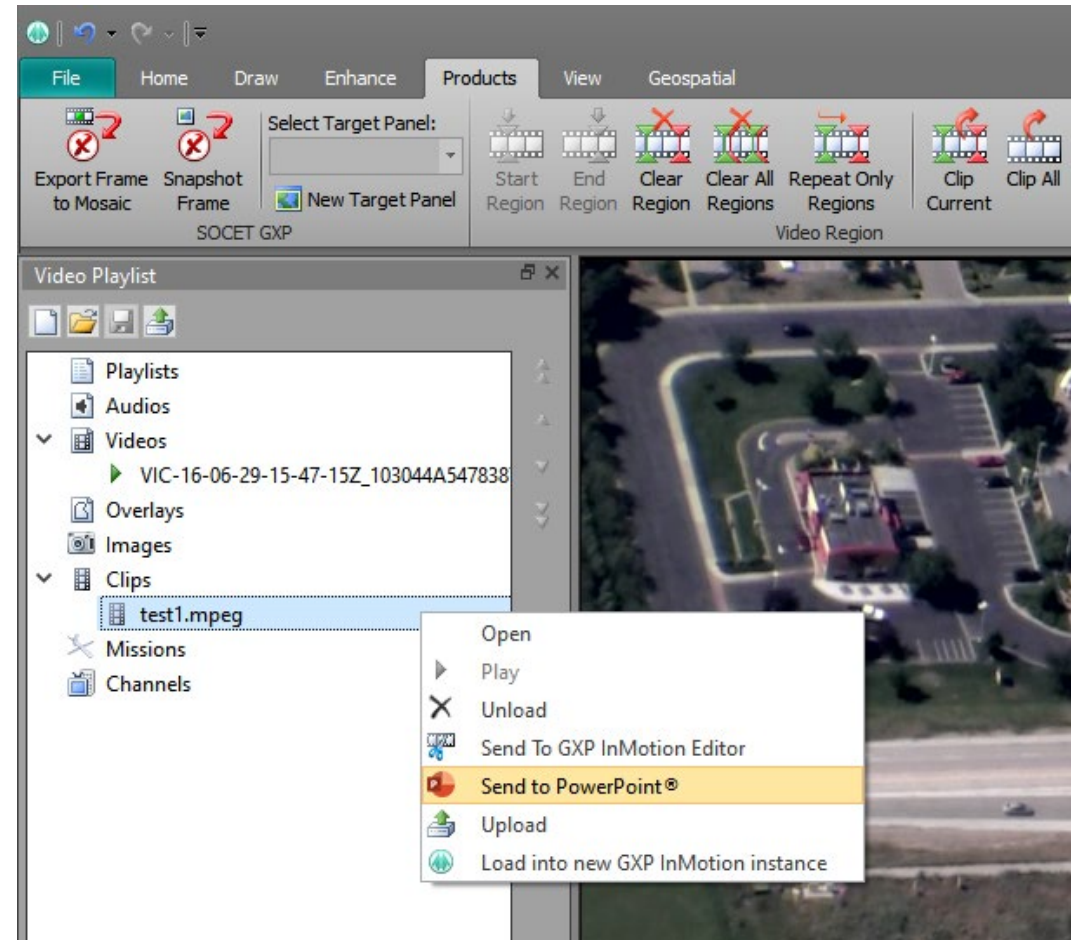 File Home Draw Enhance Products View Geospatial
Export Frame
to Mosaic
Snapshot
Frame
Select Target Panel:
New Target Panel
SOCET GXP
Start
Region
End
Region
Clear
Region
Clear All
Regions
Repeat Only
Regions
Clip
Current
Clip All
Video Region
Video Playlist
Playlists
Audios
Videos
VIC-16-06-29-15-47-15Z_103044A547838
Overlays
Images
Clips
test1.mpeg
Missions
Channels
Open
Play
Unload
Send To GXP InMotion Editor
Send to PowerPoint®
Upload
Load into new GXP InMotion instance